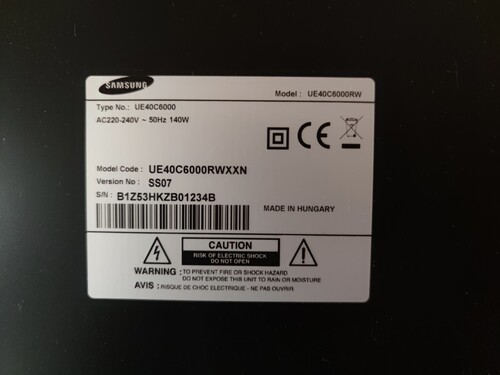 SAMSUNG
Model : UE40C6000RW
Type No.: UE40C6000
AC220-240V ~ 50Hz 140W
Model Code: UE40C6000RWXXN
Version No : SS07
S/N : B1Z53HKZB01234B
MADE IN HUNGARY
CAUTION
RISK OF ELECTRIC SHOCK
DO NOT OPEN
WARNING : TO PREVENT FIRE OR SHOCK HAZARD
DO NOT EXPOSE THIS UNIT TO RAIN OR MOISTURE
AVIS : RISQUE DE CHOC ELECTRIQUE - NE PAS OUVRIR